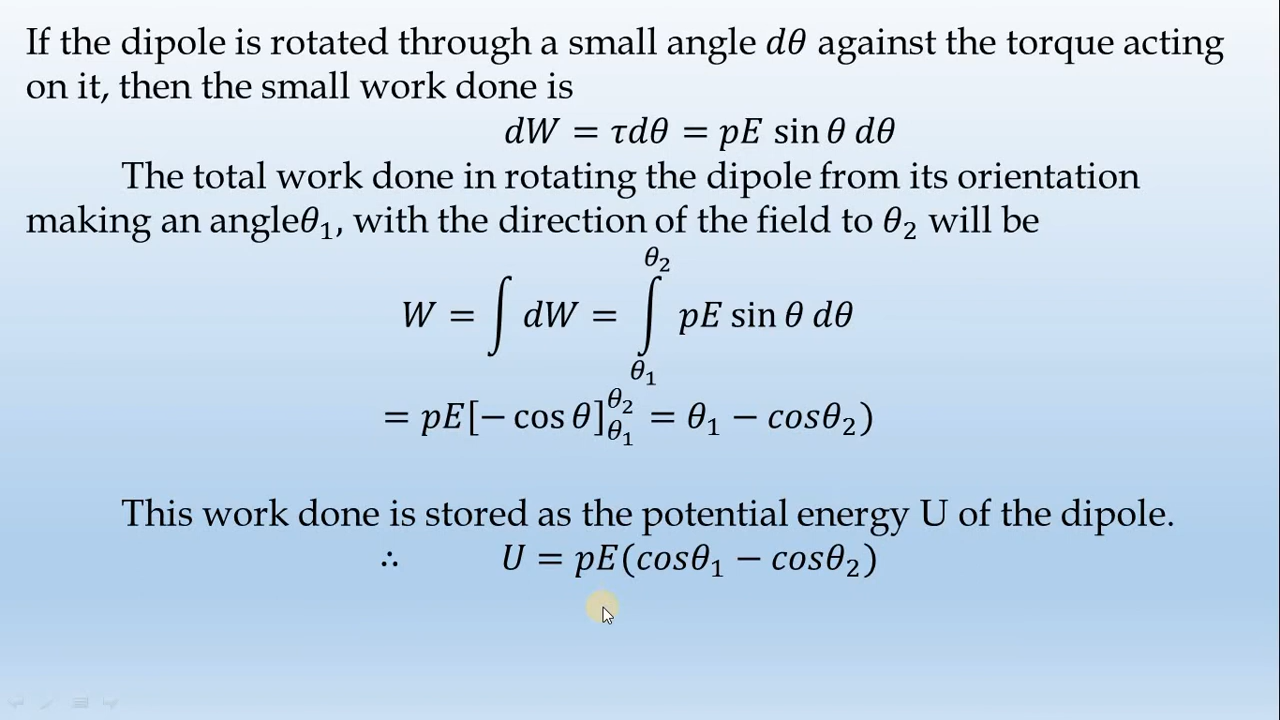 If the dipole is rotated through a small angle dθ against the torque acting
on it, then the small work done is
dW = τdθ = pE sin θ dθ
The total work done in rotating the dipole from its orientation
making an angleθ₁, with the direction of the field to θ₂ will be
W = ∫ dW = ∫_{θ₁}^{θ₂} pE sin θ dθ
= pE[− cos θ]_{θ₁}^{θ₂} = θ₁ − cosθ₂)
This work done is stored as the potential energy U of the dipole.
∴ U = pE(cosθ₁ − cosθ₂)